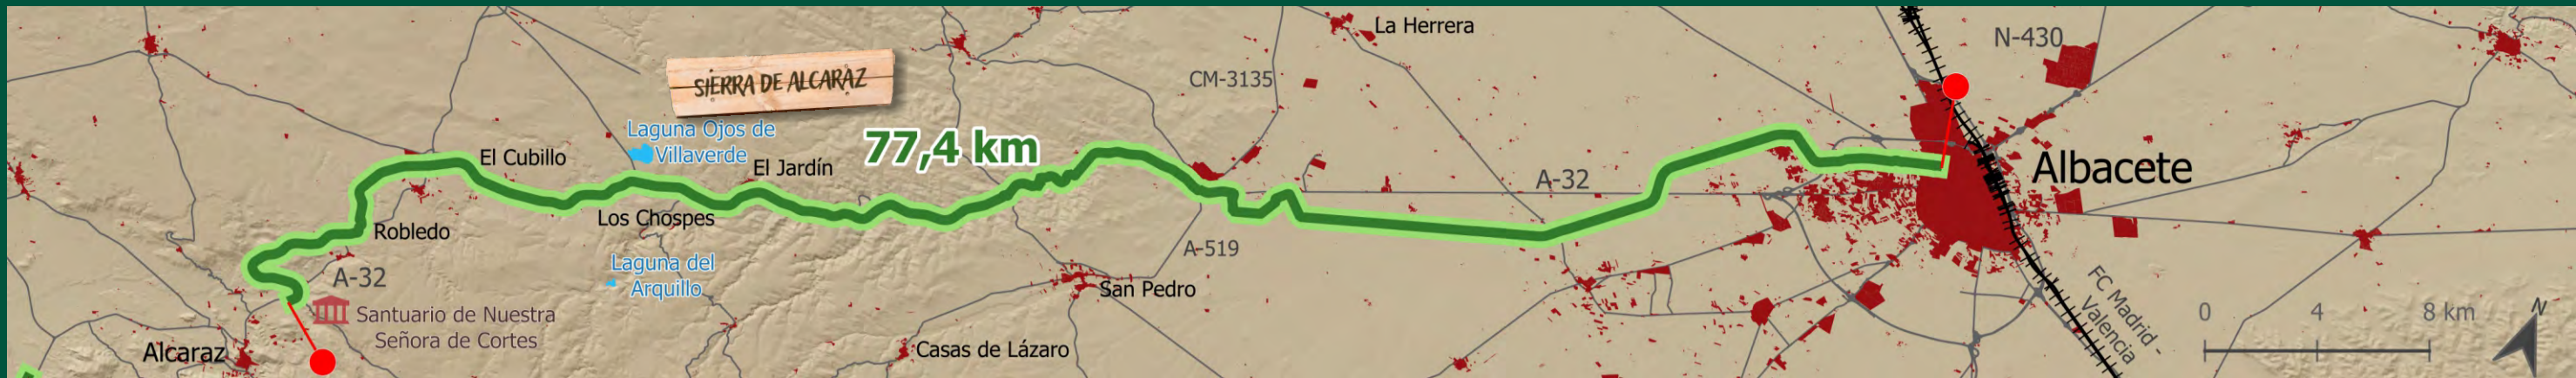 La Herrera
N-430
SIERRA DE ALCARAZ
CM-3135
Laguna Ojos de
Villaverde
77,4 km
El Cubillo
El Jardín
A-32
Albacete
Los Chospes
Robledo
A-519
A-32
Laguna del
Arquillo
San Pedro
FC Madrid -
Valencia
Santuario de Nuestra
Señora de Cortes
0 4 8 km
N
Alcaraz
Casas de Lázaro